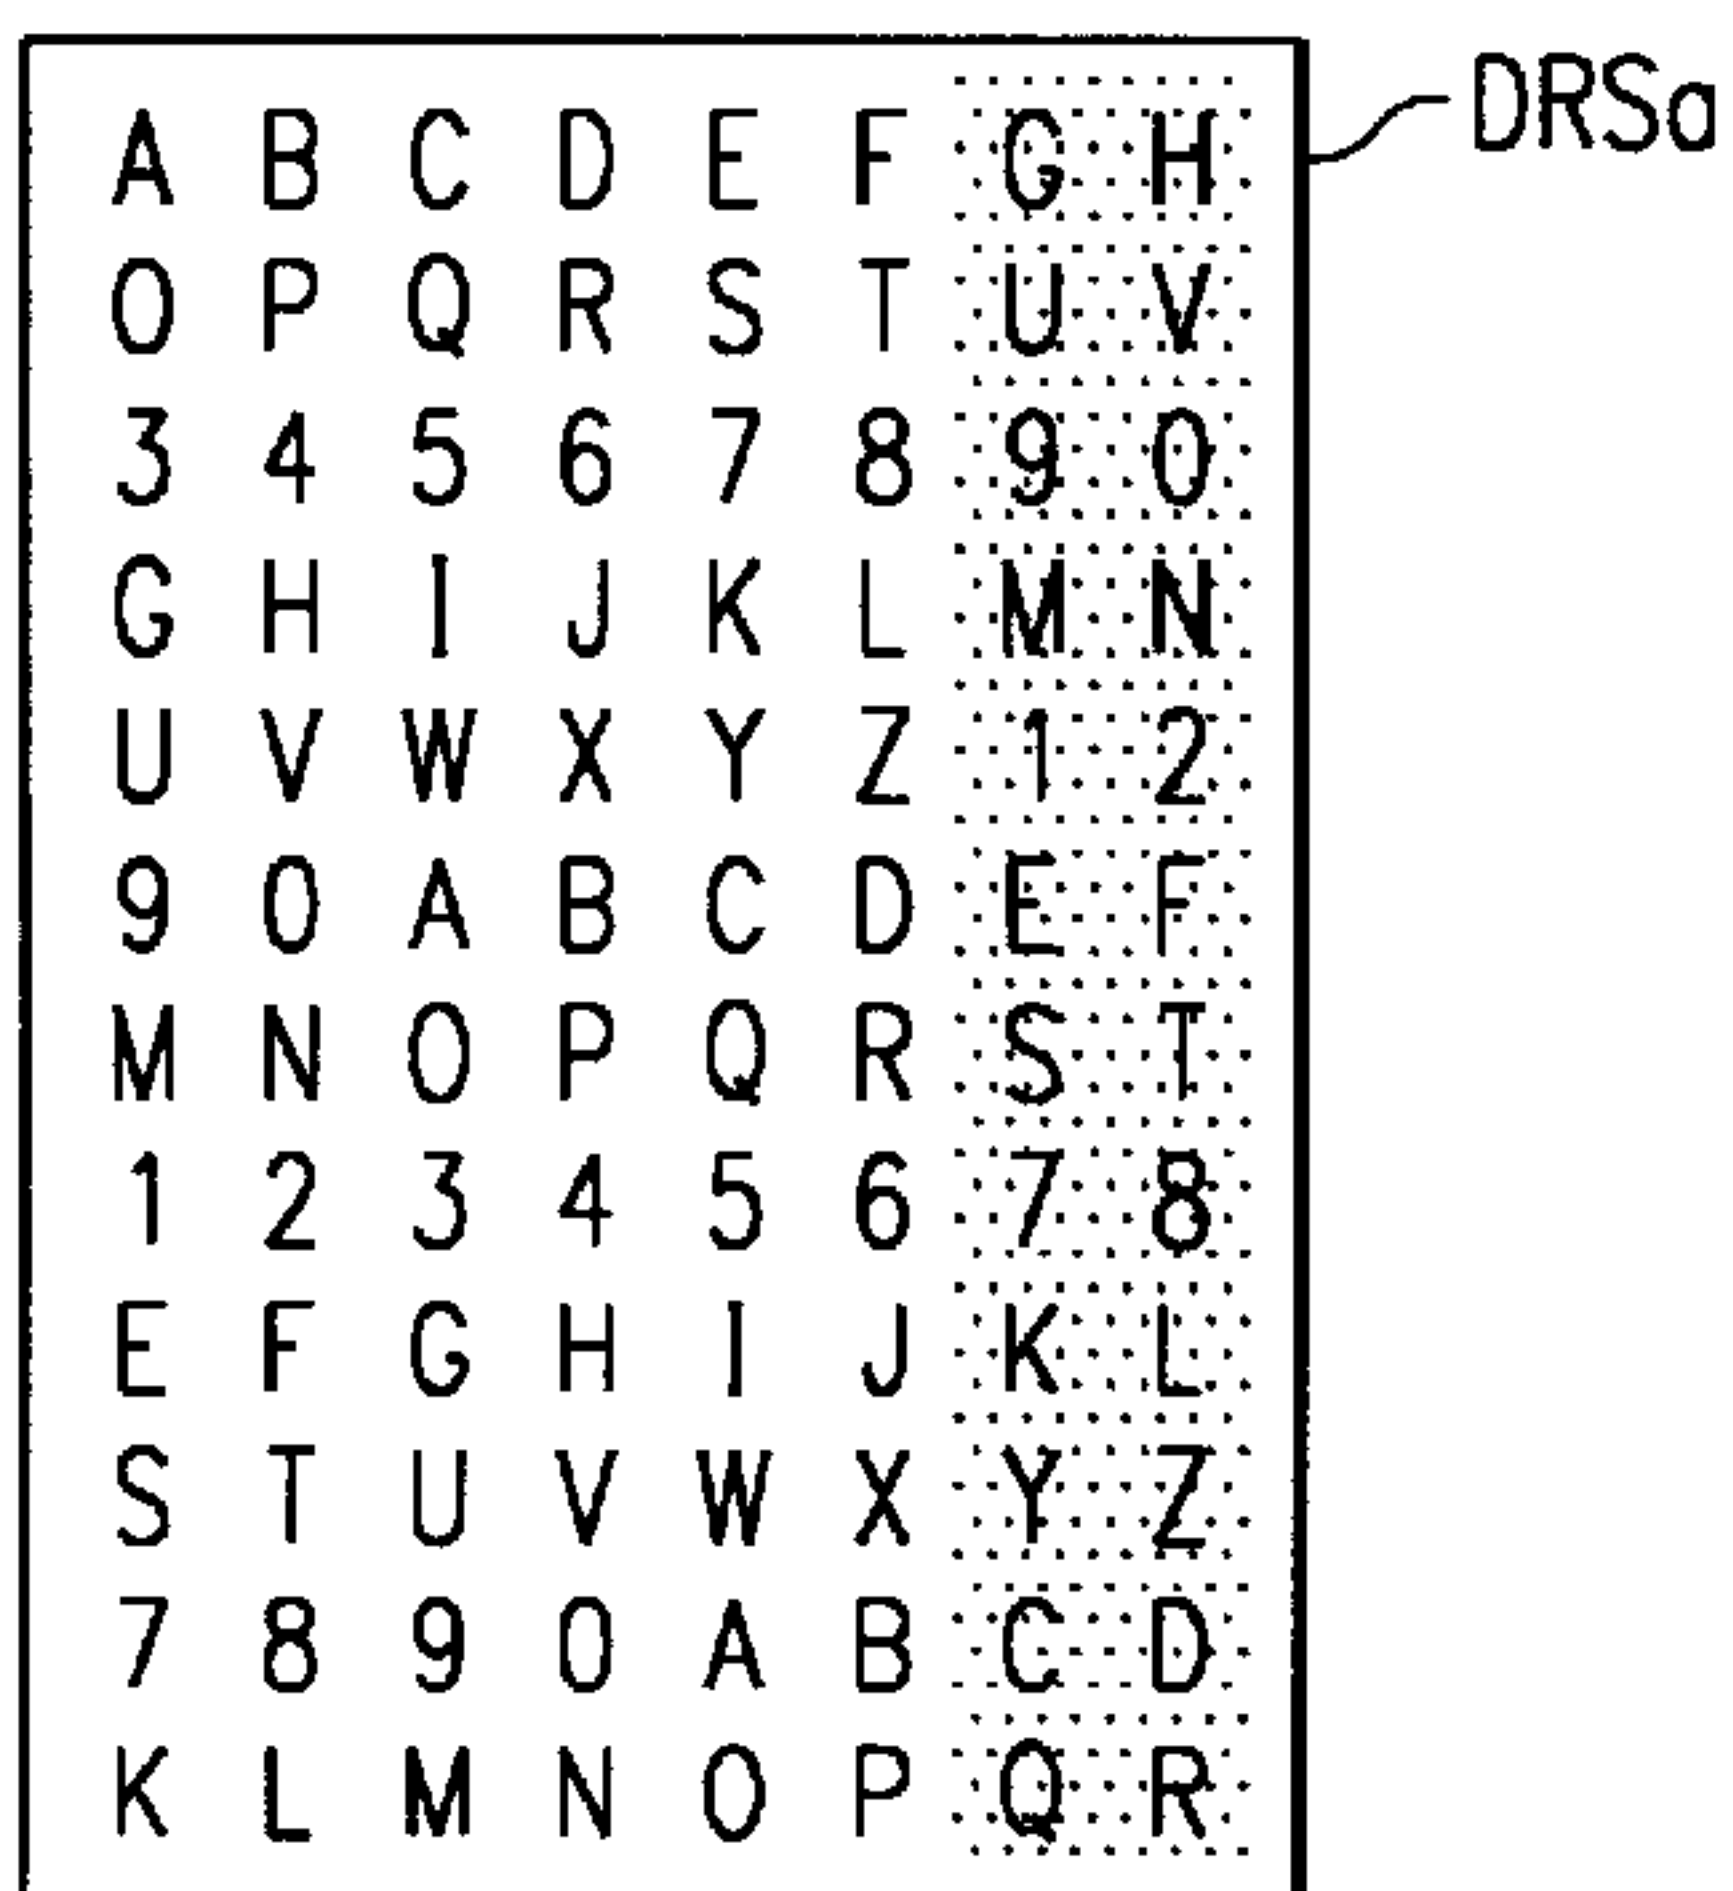 A B C D E F G H DRSa
O P Q R S T U V
3 4 5 6 7 8 9 0
G H I J K L M N
U V W X Y Z 1 2
9 0 A B C D E F
M N O P Q R S T
1 2 3 4 5 6 7 8
E F G H I J K L
S T U V W X Y Z
7 8 9 0 A B C D
K L M N O P Q R